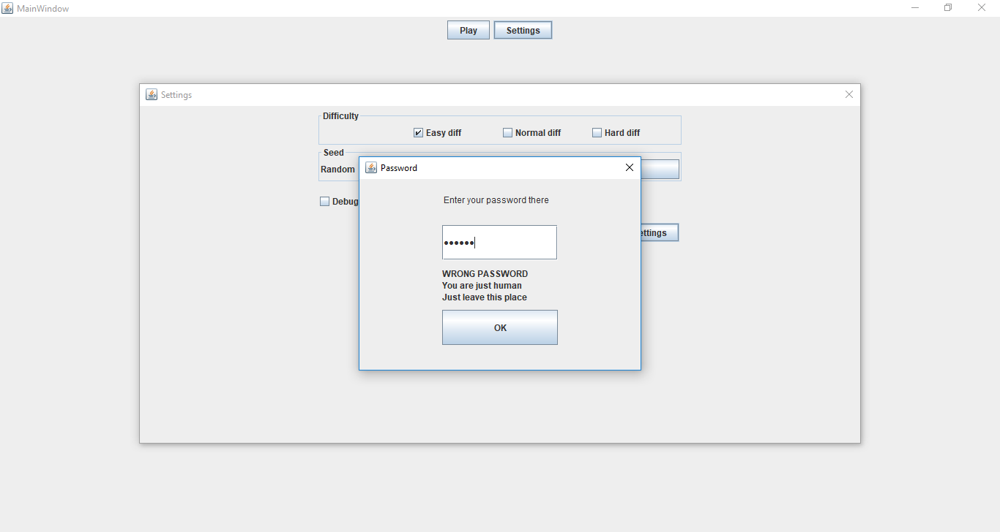 MainWindow
Play Settings
Settings
Difficulty
Easy diff Normal diff Hard diff
Seed
Random
Password
Enter your password there
Debug
ettings
••••••
WRONG PASSWORD
You are just human
Just leave this place
OK